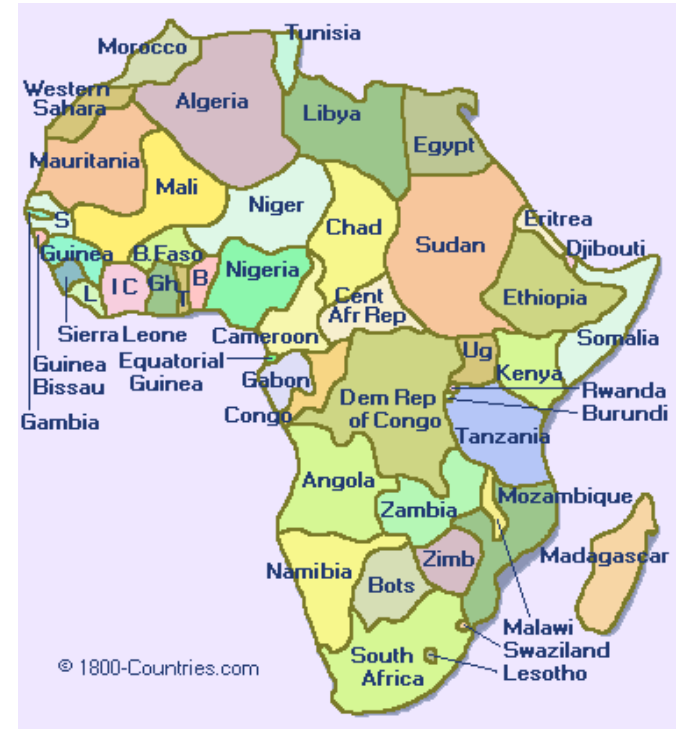 Tunisia
Morocco
Western
Sahara
Algeria
Libya
Egypt
Mauritania
Mali
Niger
Chad
Sudan
Eritrea
Djibouti
S
Guinea
B.Faso
Nigeria
B
I C
Gh
T
L
Cent
Afr Rep
Ethiopia
Somalia
Sierra Leone
Cameroon
Guinea
Bissau
Equatorial
Guinea
Gabon
Ug
Kenya
Rwanda
Burundi
Gambia
Congo
Dem Rep
of Congo
Tanzania
Angola
Zambia
Mozambique
Madagascar
Namibia
Zimb
Bots
Malawi
Swaziland
Lesotho
South
Africa
© 1800-Countries.com